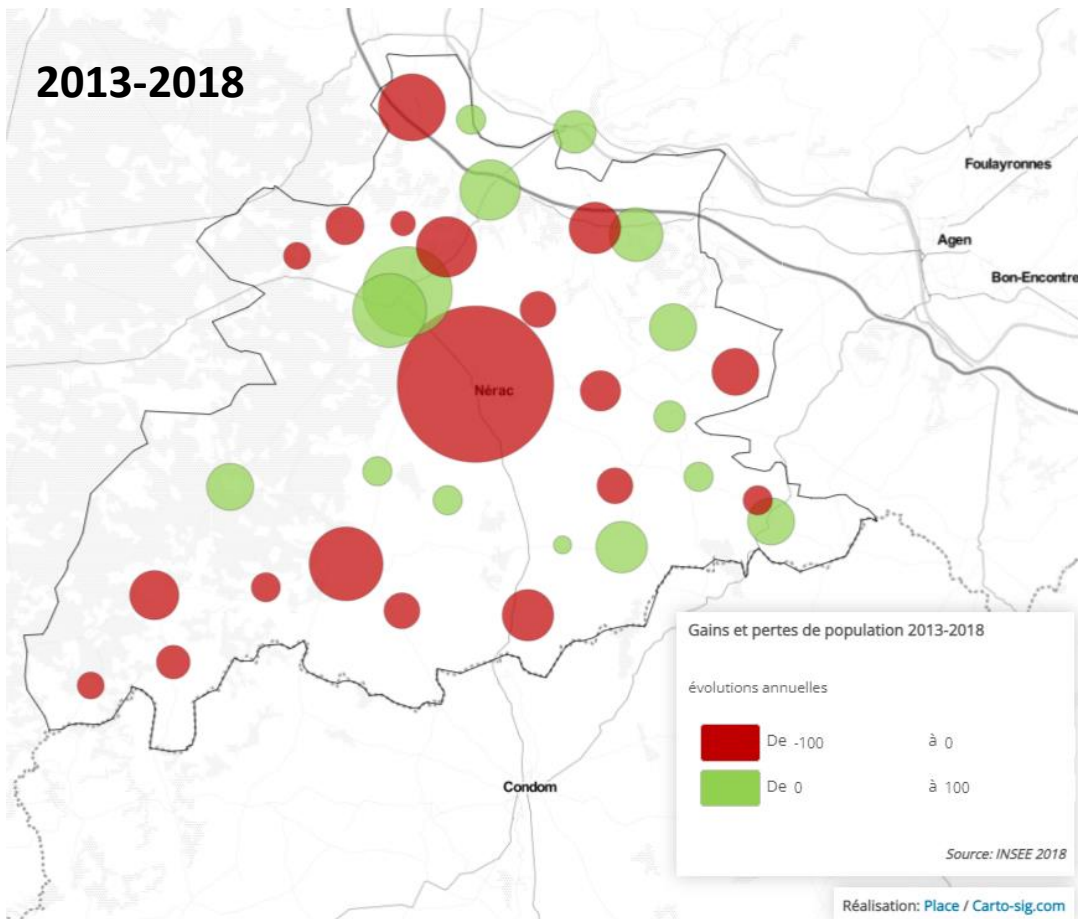 2013-2018
Foulayronnes
Agen
Bon-Encontre
Nérac
Condom
Gains et pertes de population 2013-2018
évolutions annuelles
De -100 à 0
De 0 à 100
Source: INSEE 2018
Réalisation: Place / Carto-sig.com